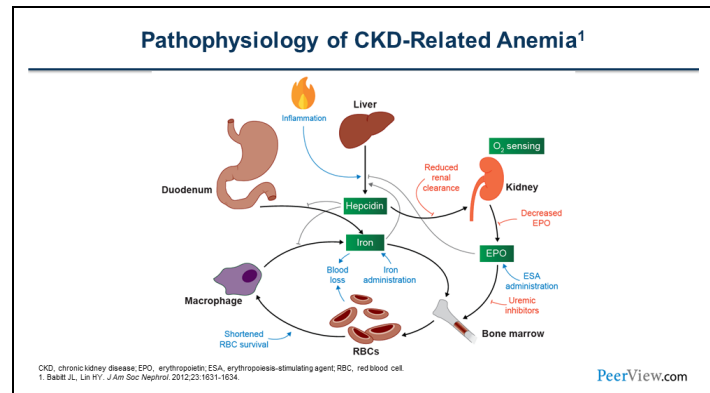 Pathophysiology of CKD-Related Anemia1
Inflammation
Liver
O2 sensing
Duodenum
Reduced
renal
clearance
Kidney
Hepcidin
Decreased
EPO
Iron
EPO
Blood
loss
Iron
administration
ESA
administration
Macrophage
Uremic
inhibitors
Bone marrow
Shortened
RBC survival
RBCs
CKD, chronic kidney disease; EPO, erythropoietin; ESA, erythropoiesis-stimulating agent; RBC, red blood cell.
1. Babitt JL, Lin HY. J Am Soc Nephrol. 2012;23:1631-1634.
PeerView.com